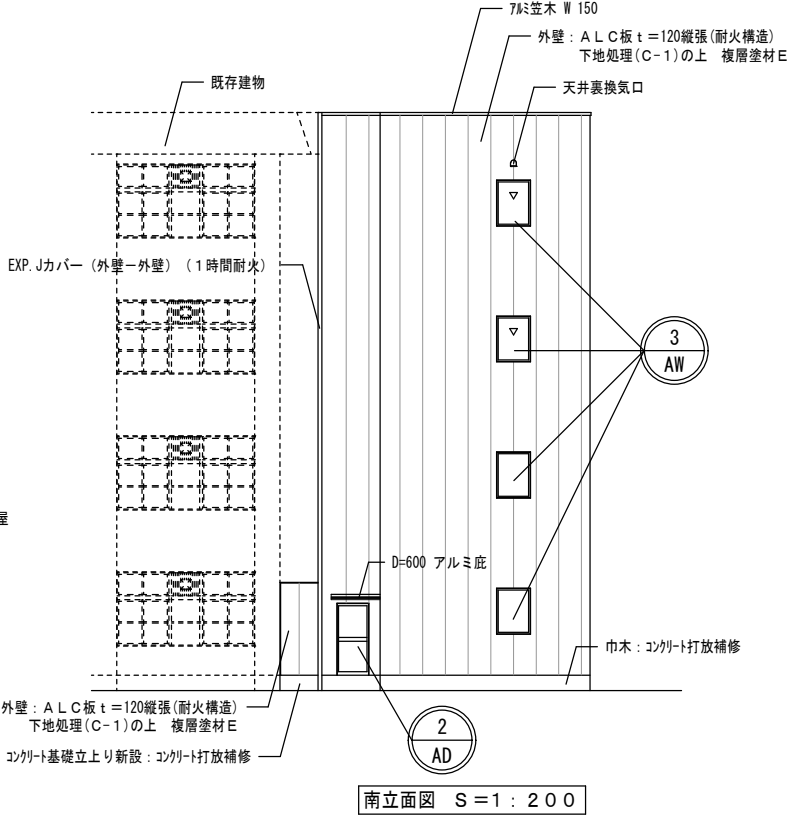 アルミ笠木 W 150
外壁：ＡＬＣ板ｔ＝120縦張(耐火構造)
下地処理(C-1)の上　複層塗材Ｅ
既存建物
天井裏換気口
EXP.Jカバー（外壁ー外壁）（１時間耐火）
3
AW
屋
D=600 アルミ庇
巾木：コンクリート打放補修
外壁：ＡＬＣ板ｔ＝120縦張(耐火構造)
下地処理(C-1)の上　複層塗材Ｅ
2
AD
コンクリート基礎立上り新設：コンクリート打放補修
南立面図　Ｓ＝１：２００